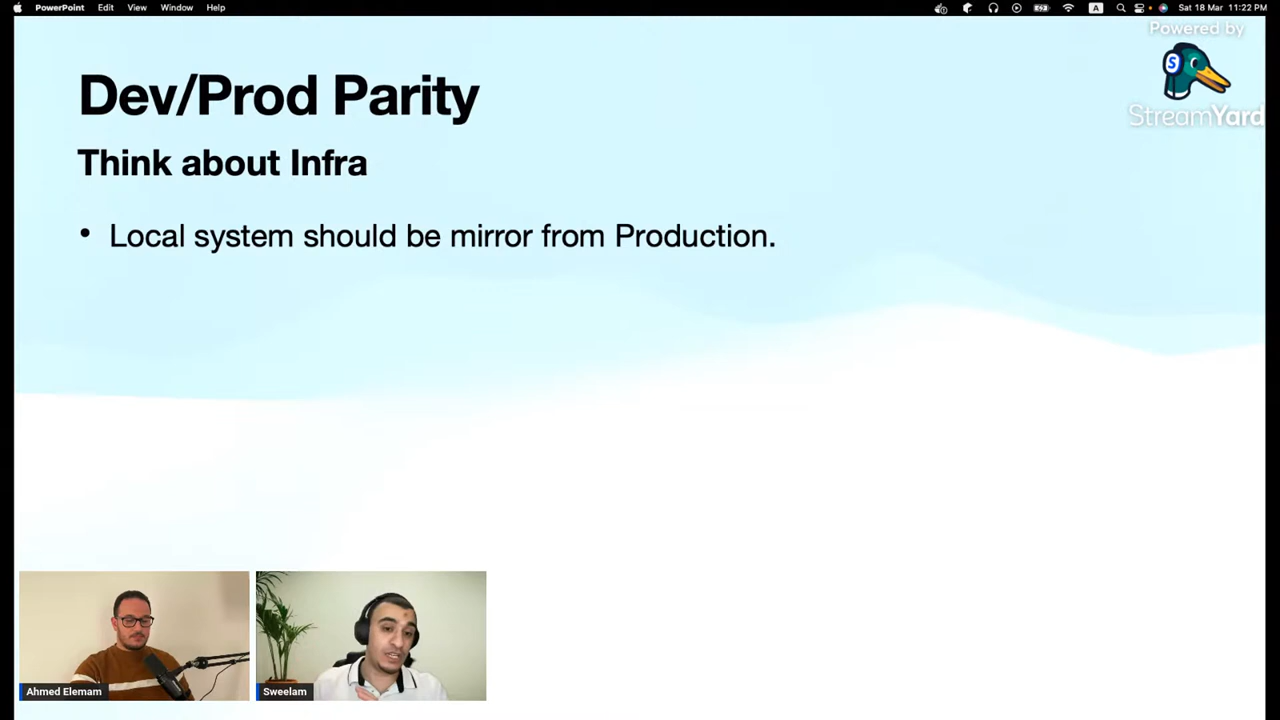 PowerPoint Edit View Window Help
A
Sat 18 Mar 11:22 PM
Powered by
S
StreamYard
Dev/Prod Parity
Think about Infra
• Local system should be mirror from Production.
Ahmed Elemam
Sweelam